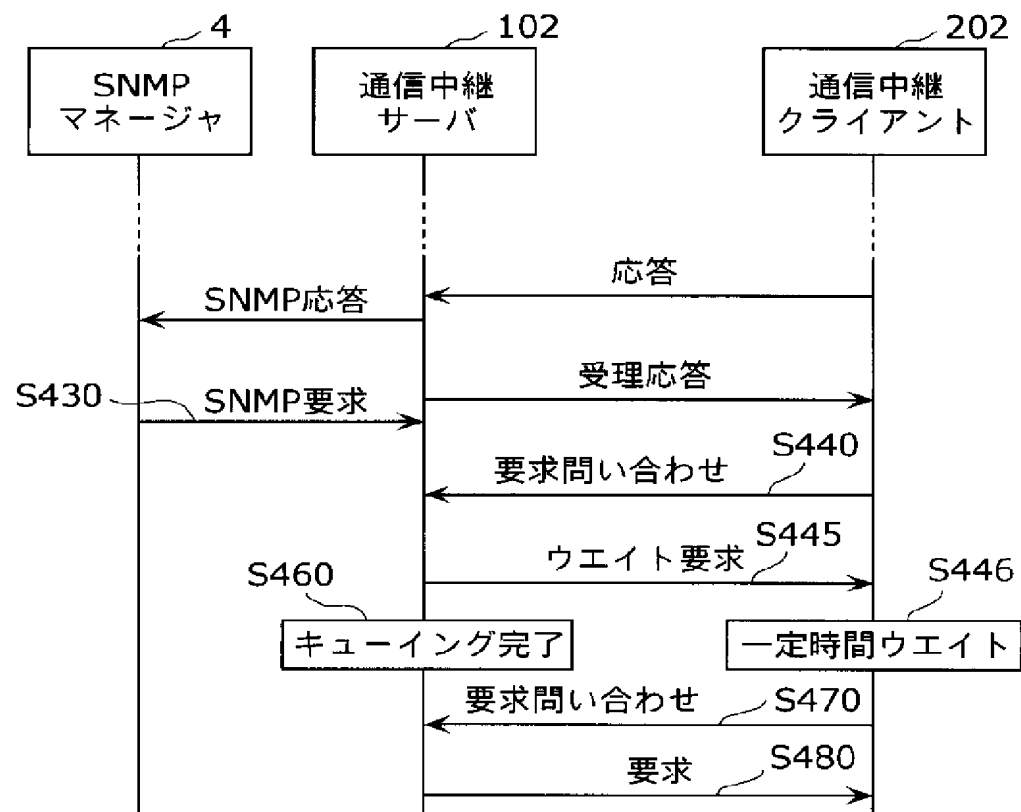 4
102
202
SNMP
マネージャ
通信中継
サーバ
通信中継
クライアント
応答
SNMP応答
受理応答
S430
SNMP要求
S440
要求問い合わせ
S445
ウエイト要求
S460
S446
キューイング完了
一定時間ウエイト
要求問い合わせ
S470
要求
S480